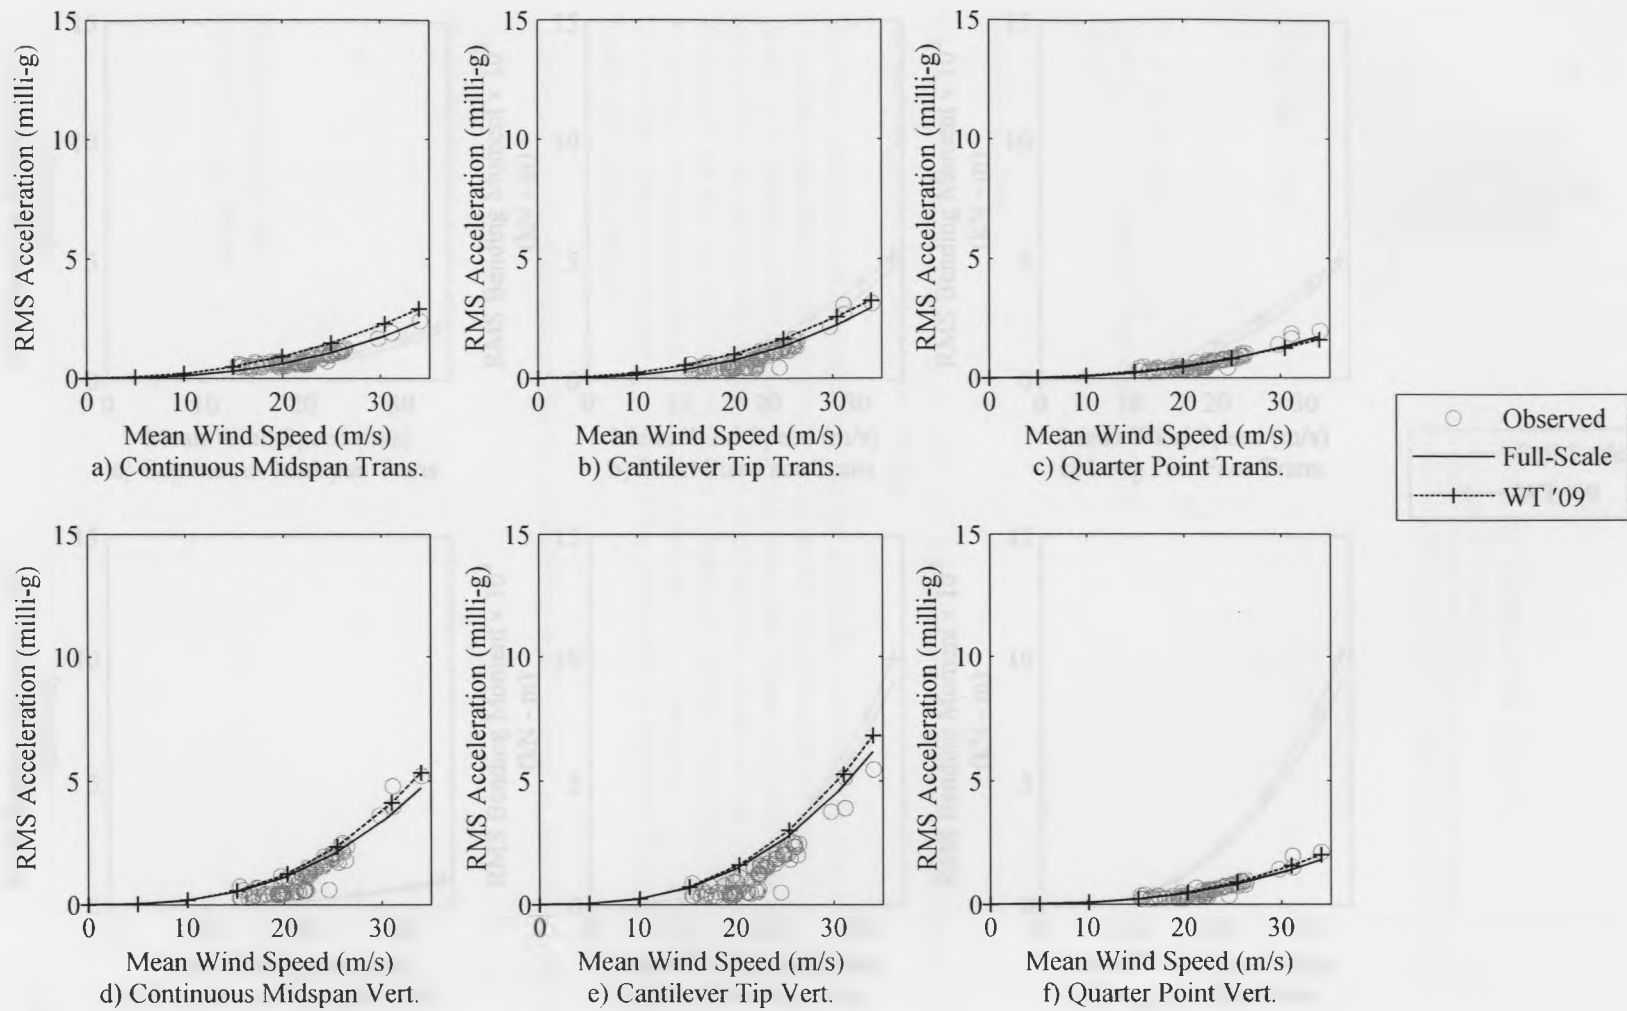 15
10
5
0
RMS Acceleration (milli-g)
0 10 20 30
Mean Wind Speed (m/s)
a) Continuous Midspan Trans.
15
10
5
0
RMS Acceleration (milli-g)
0 10 20 30
Mean Wind Speed (m/s)
b) Cantilever Tip Trans.
15
10
5
0
RMS Acceleration (milli-g)
0 10 20 30
Mean Wind Speed (m/s)
c) Quarter Point Trans.
Observed
Full-Scale
WT '09
15
10
5
0
RMS Acceleration (milli-g)
0 10 20 30
Mean Wind Speed (m/s)
d) Continuous Midspan Vert.
15
10
5
0
RMS Acceleration (milli-g)
0 10 20 30
Mean Wind Speed (m/s)
e) Cantilever Tip Vert.
15
10
5
0
RMS Acceleration (milli-g)
0 10 20 30
Mean Wind Speed (m/s)
f) Quarter Point Vert.